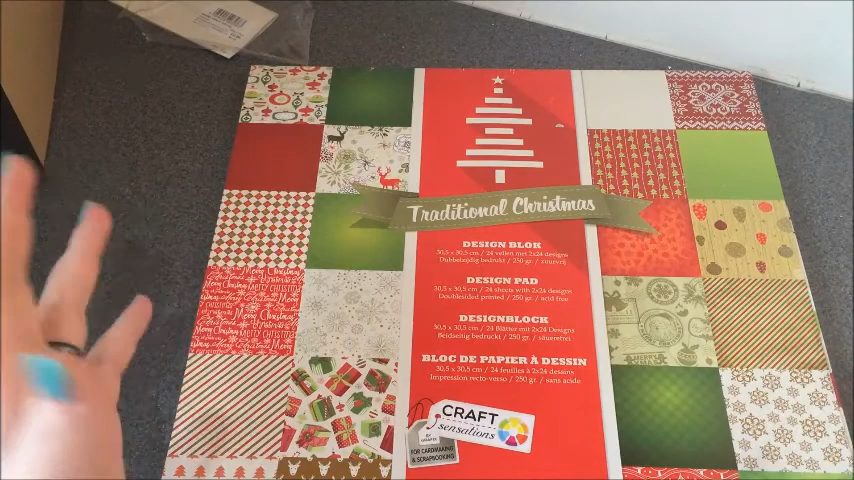 Traditional Christmas
DESIGN BLOK
30,5 x 30,5 cm / 24 vellen met 2x24 designs
Dubbelzijdig bedrukt / 250 gr. / zuurvrij
DESIGN PAD
30,5 x 30,5 cm / 24 sheets with 2x24 designs
Doublesided printed / 250 gr. / acid free
DESIGNBLOCK
30,5 x 30,5 cm / 24 Blätter mit 2x24 Designs
Beidseitig bedruckt / 250 gr. / säurefrei
BLOC DE PAPIER À DESSIN
30,5 x 30,5 cm / 24 feuilles à 2x24 dessins
Impression recto-verso / 250 gr. / sans acide
CRAFT
sensations
FOR CARDMAKING
& SCRAPBOOKING
Merry Christmas
MERRY